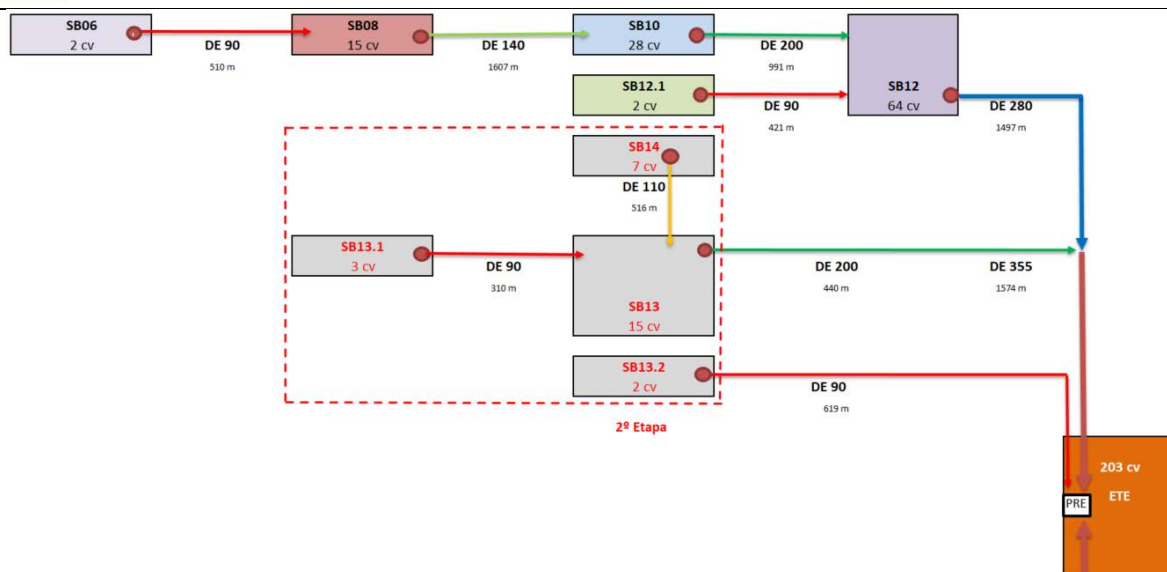 SB06
2 cv
DE 90
510 m
SB08
15 cv
DE 140
1607 m
SB10
28 cv
DE 200
991 m
SB12.1
2 cv
DE 90
421 m
SB12
64 cv
DE 280
1497 m
SB14
7 cv
DE 110
516 m
SB13.1
3 cv
DE 90
310 m
SB13
15 cv
DE 200
440 m
DE 355
1574 m
SB13.2
2 cv
DE 90
619 m
2º Etapa
203 cv
ETE
PRE